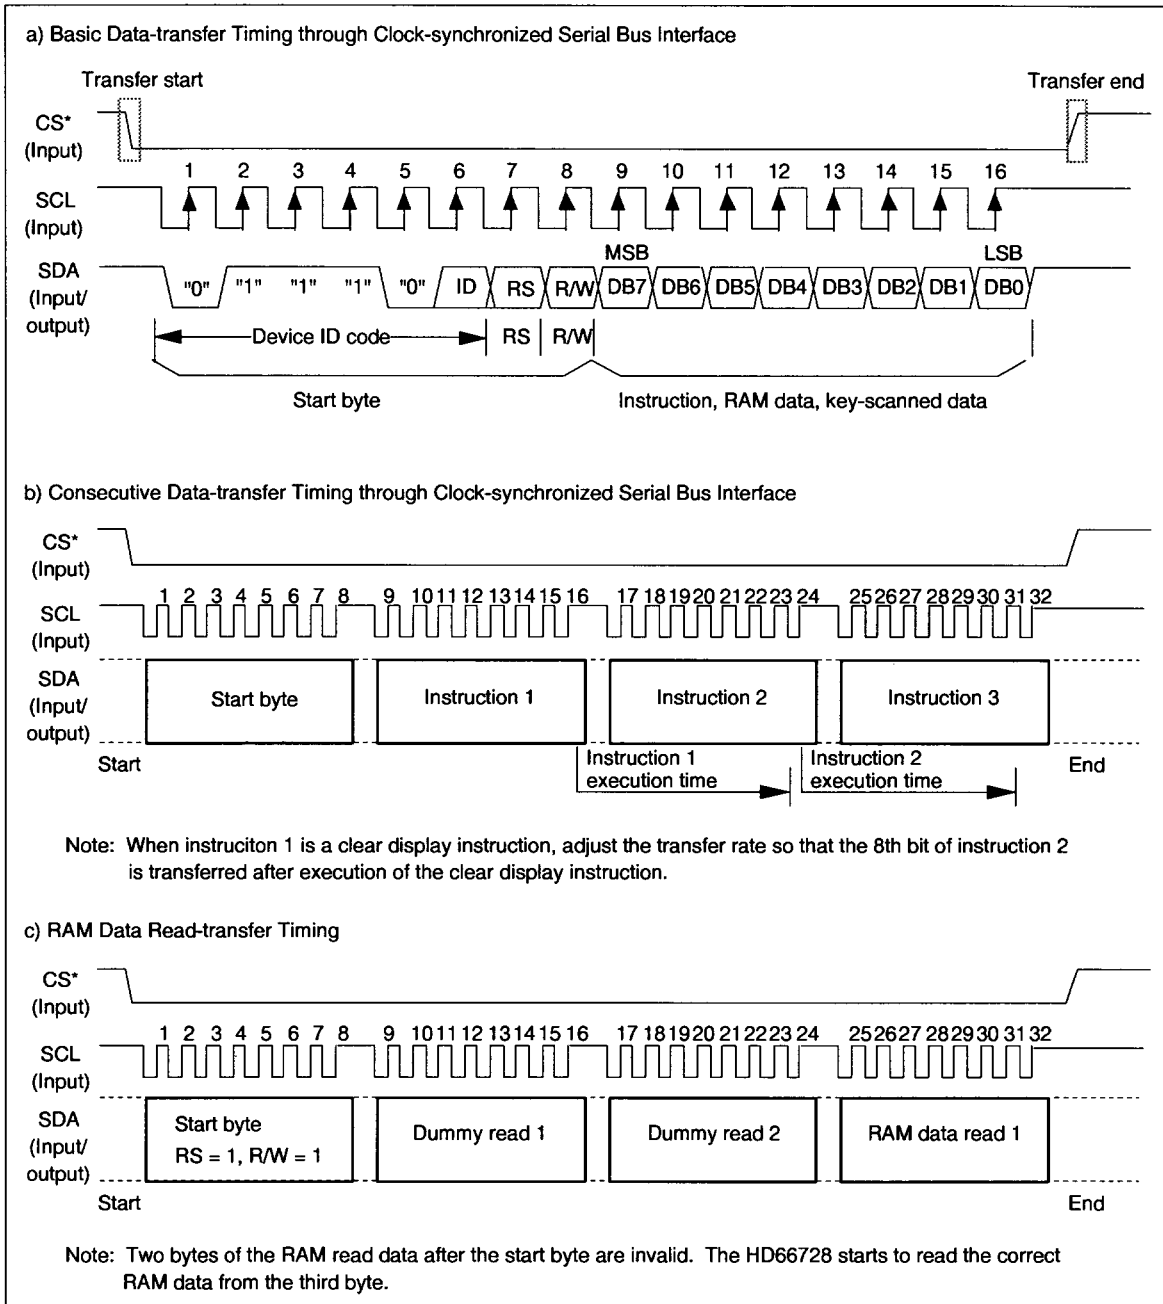 a) Basic Data-transfer Timing through Clock-synchronized Serial Bus Interface
Transfer start
Transfer end
CS*
(Input)
1 2 3 4 5 6 7 8 9 10 11 12 13 14 15 16
SCL
(Input)
MSB
LSB
SDA
(Input/
output)
"0" "1" "1" "1" "0" ID RS R/W DB7 DB6 DB5 DB4 DB3 DB2 DB1 DB0
Device ID code RS R/W
Start byte
Instruction, RAM data, key-scanned data
b) Consecutive Data-transfer Timing through Clock-synchronized Serial Bus Interface
CS*
(Input)
1 2 3 4 5 6 7 8 9 10 11 12 13 14 15 16 17 18 19 20 21 22 23 24 25 26 27 28 29 30 31 32
SCL
(Input)
SDA
(Input/
output)
Start byte
Instruction 1
Instruction 2
Instruction 3
Start
Instruction 1
execution time
Instruction 2
execution time
End
Note: When instruciton 1 is a clear display instruction, adjust the transfer rate so that the 8th bit of instruction 2
is transferred after execution of the clear display instruction.
c) RAM Data Read-transfer Timing
CS*
(Input)
1 2 3 4 5 6 7 8 9 10 11 12 13 14 15 16 17 18 19 20 21 22 23 24 25 26 27 28 29 30 31 32
SCL
(Input)
SDA
(Input/
output)
Start byte
RS = 1, R/W = 1
Dummy read 1
Dummy read 2
RAM data read 1
Start
End
Note: Two bytes of the RAM read data after the start byte are invalid. The HD66728 starts to read the correct
RAM data from the third byte.